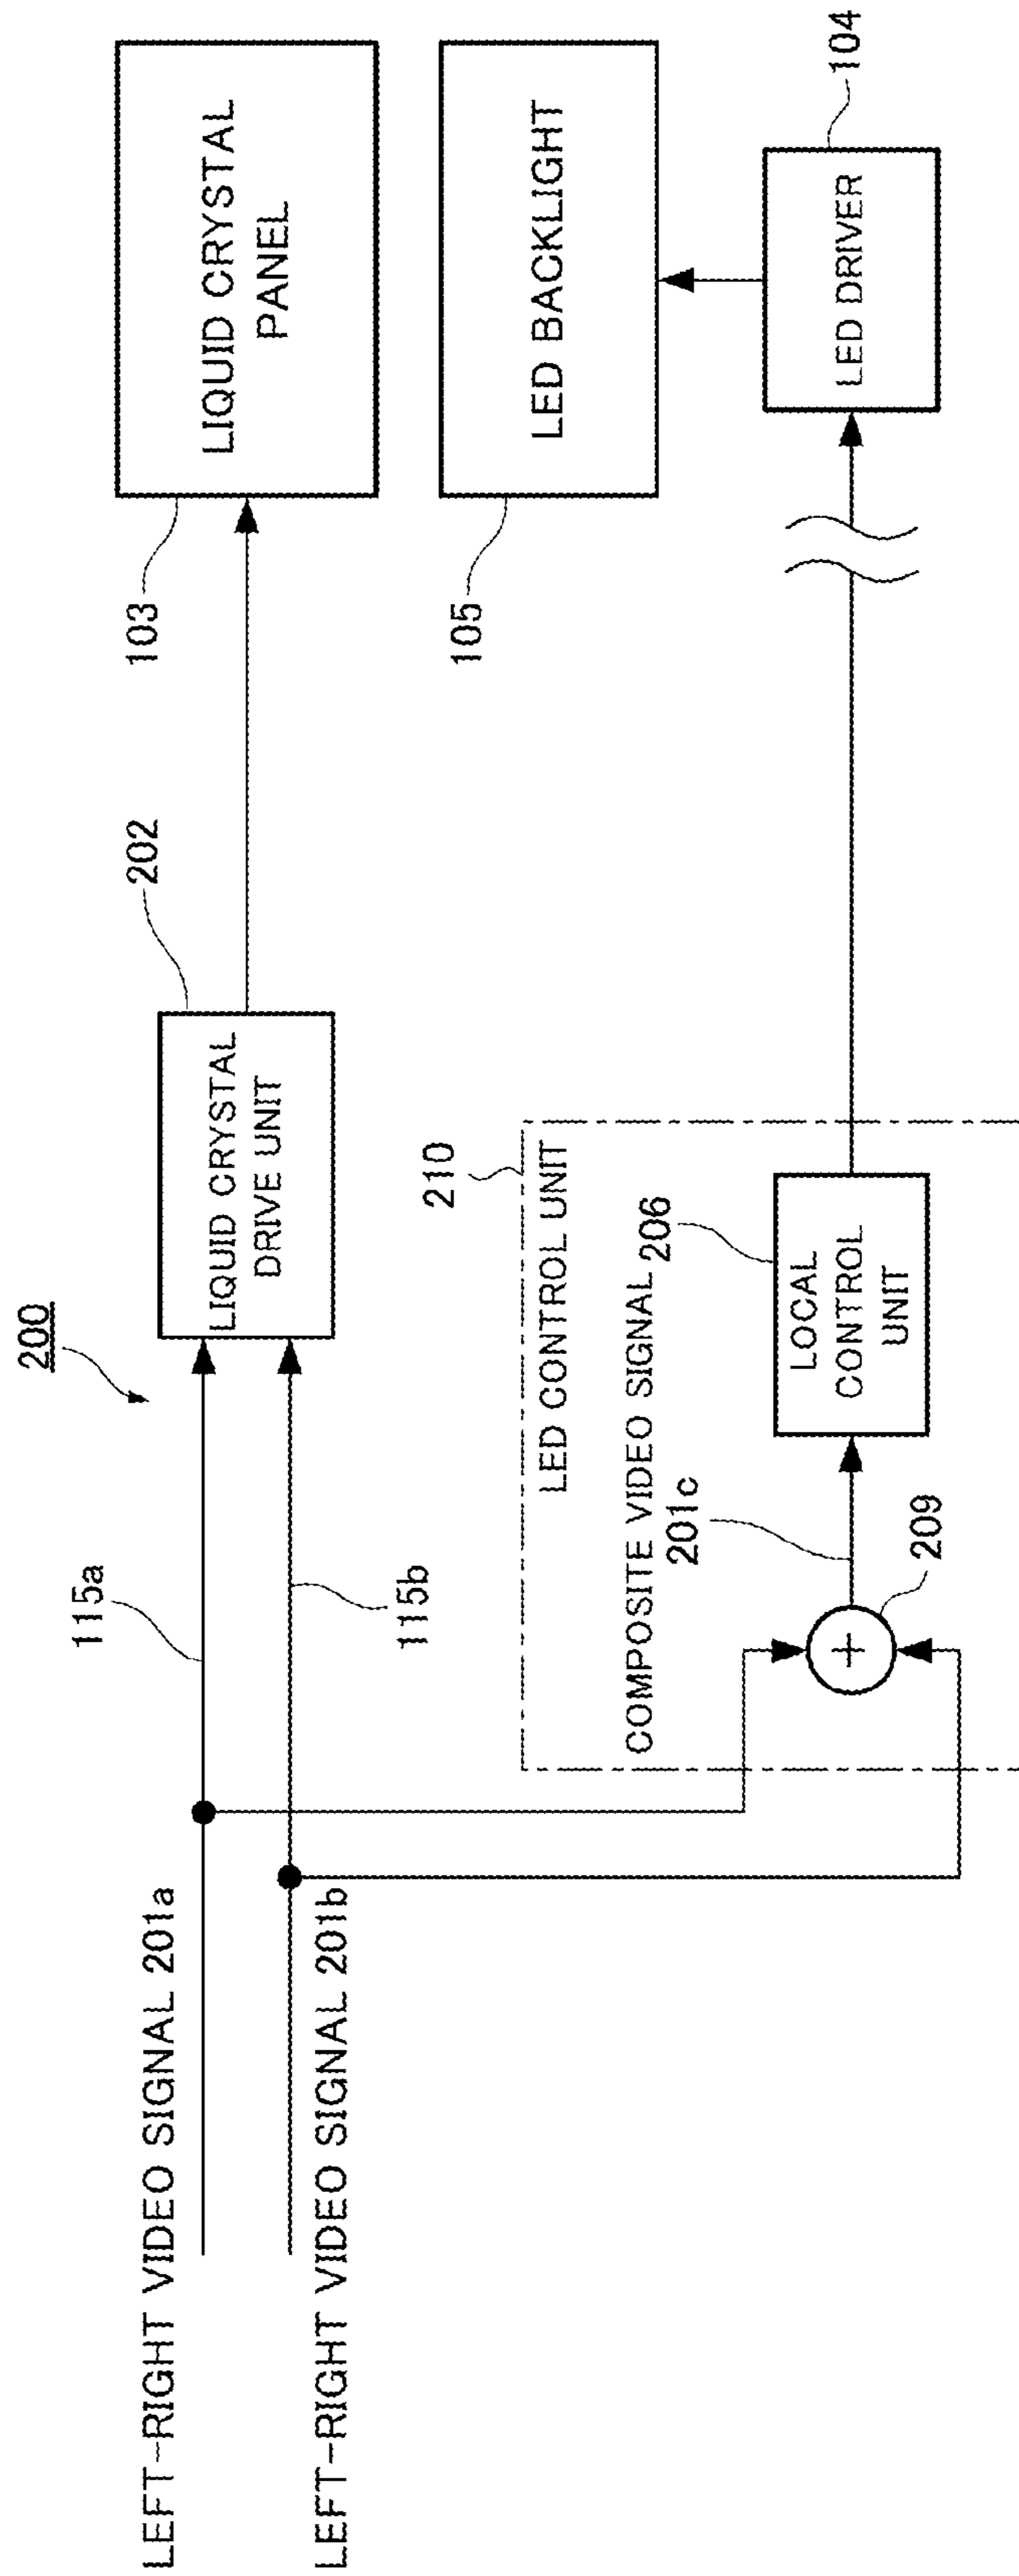 200
LEFT-RIGHT VIDEO SIGNAL 201a
LEFT-RIGHT VIDEO SIGNAL 201b
115a
115b
202
LIQUID CRYSTAL
DRIVE UNIT
103
LIQUID CRYSTAL
PANEL
210
LED CONTROL UNIT
COMPOSITE VIDEO SIGNAL
201c
206
LOCAL
CONTROL
UNIT
+
209
105
LED BACKLIGHT
LED DRIVER
104